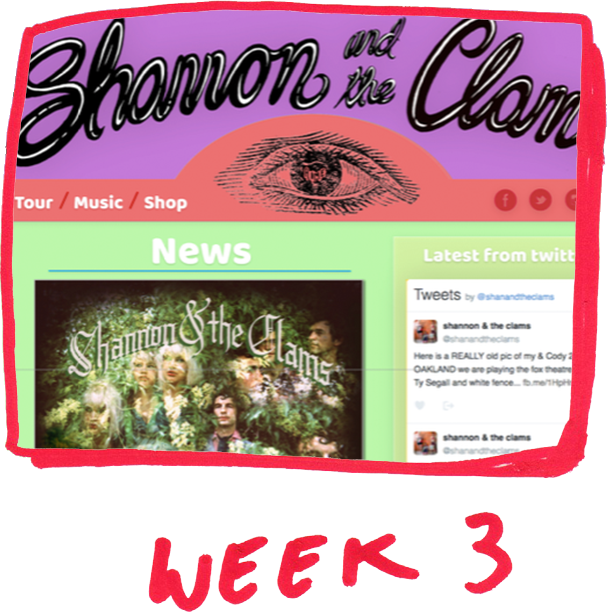 Shannon and the Clam
Tour / Music / Shop
News
Latest from twitt
Shannon & the Clams
Tweets by @shanandtheclams
shannon & the clams
@shanandtheclams
Here is a REALLY old pic of my & Cody 2
OAKLAND we are playing the fox theatre
Ty Segall and white fence... fb.me/1HpH
shannon & the clams
@shanandtheclams
WEEK 3